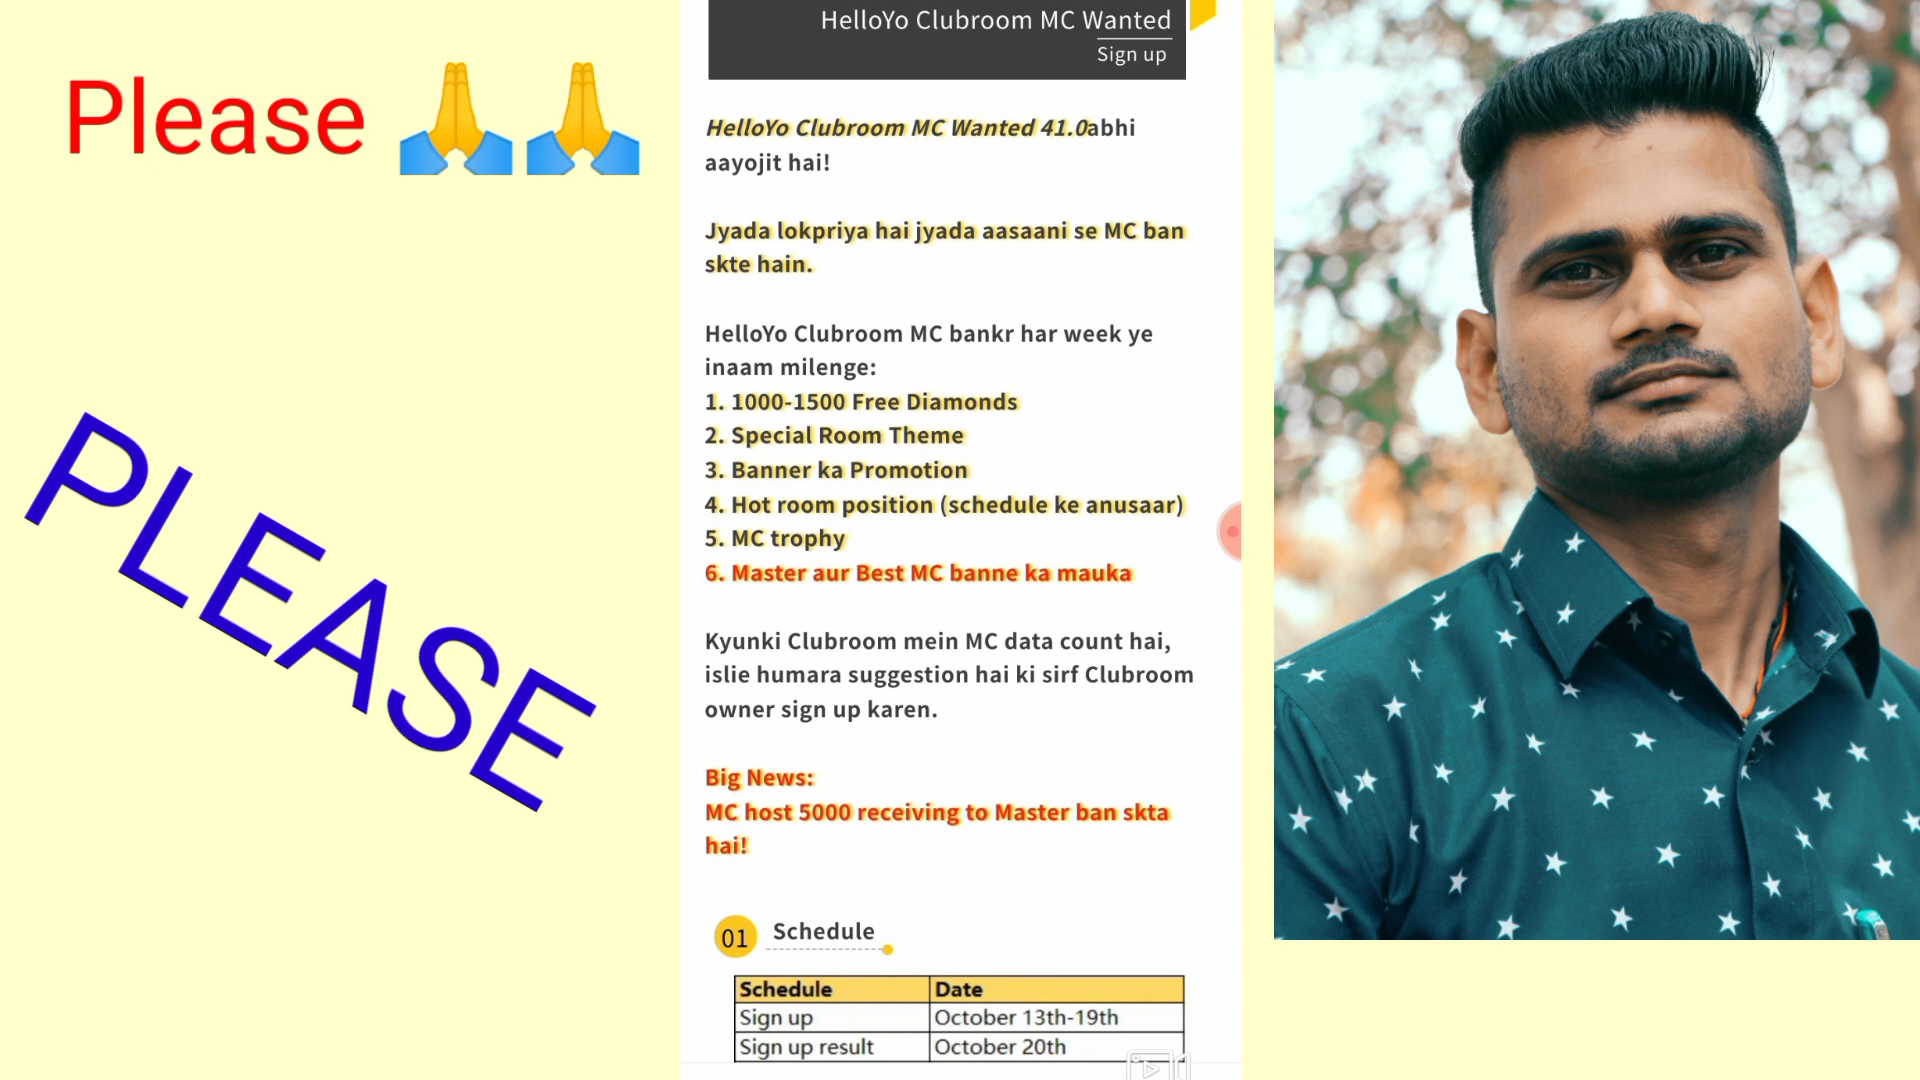 Please 🙏🙏
PLEASE
HelloYo Clubroom MC Wanted
Sign up
HelloYo Clubroom MC Wanted 41.0abhi
aayojit hai!
Jyada lokpriya hai jyada aasaani se MC ban
skte hain.
HelloYo Clubroom MC bankr har week ye
inaam milenge:
1. 1000-1500 Free Diamonds
2. Special Room Theme
3. Banner ka Promotion
4. Hot room position (schedule ke anusaar)
5. MC trophy
6. Master aur Best MC banne ka mauka
Kyunki Clubroom mein MC data count hai,
islie humara suggestion hai ki sirf Clubroom
owner sign up karen.
Big News:
MC host 5000 receiving to Master ban skta
hai!
01 Schedule
Schedule Date
Sign up October 13th-19th
Sign up result October 20th